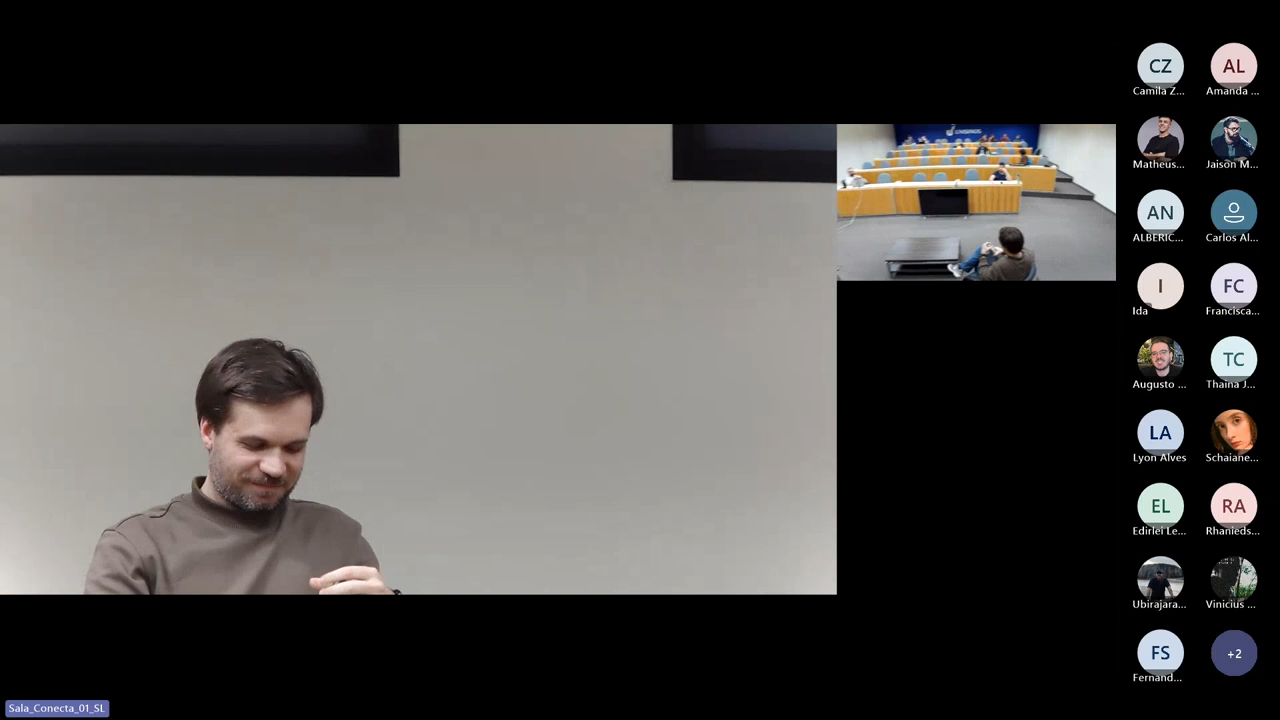 CZ
AL
Camila Z...
Amanda ...
Matheus...
Jaison M...
AN
ALBERIC...
Carlos Al...
I
FC
Ida
Francisca...
TC
Augusto ...
Thaina J...
LA
Lyon Alves
Schaiane...
EL
RA
Edirlei Le...
Rhanieds...
Ubirajara...
Vinicius ...
FS
+2
Fernand...
Sala_Conecta_01_SL